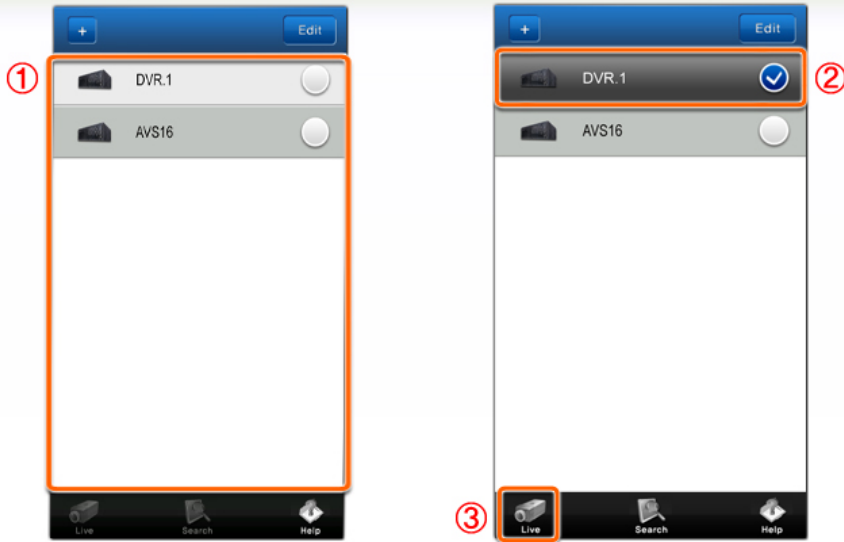 + Edit
① DVR.1
AVS16
Live Search Help
+ Edit
DVR.1 ②
AVS16
③ Live Search Help